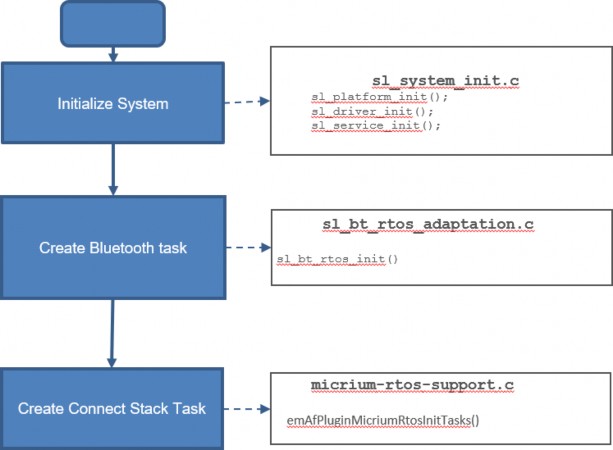 Initialize System
sl_system_init.c
sl_platform_init();
sl_driver_init();
sl_service_init();
Create Bluetooth task
sl_bt_rtos_adaptation.c
sl_bt_rtos_init()
Create Connect Stack Task
micrium-rtos-support.c
emAfPluginMicriumRtosInitTasks()